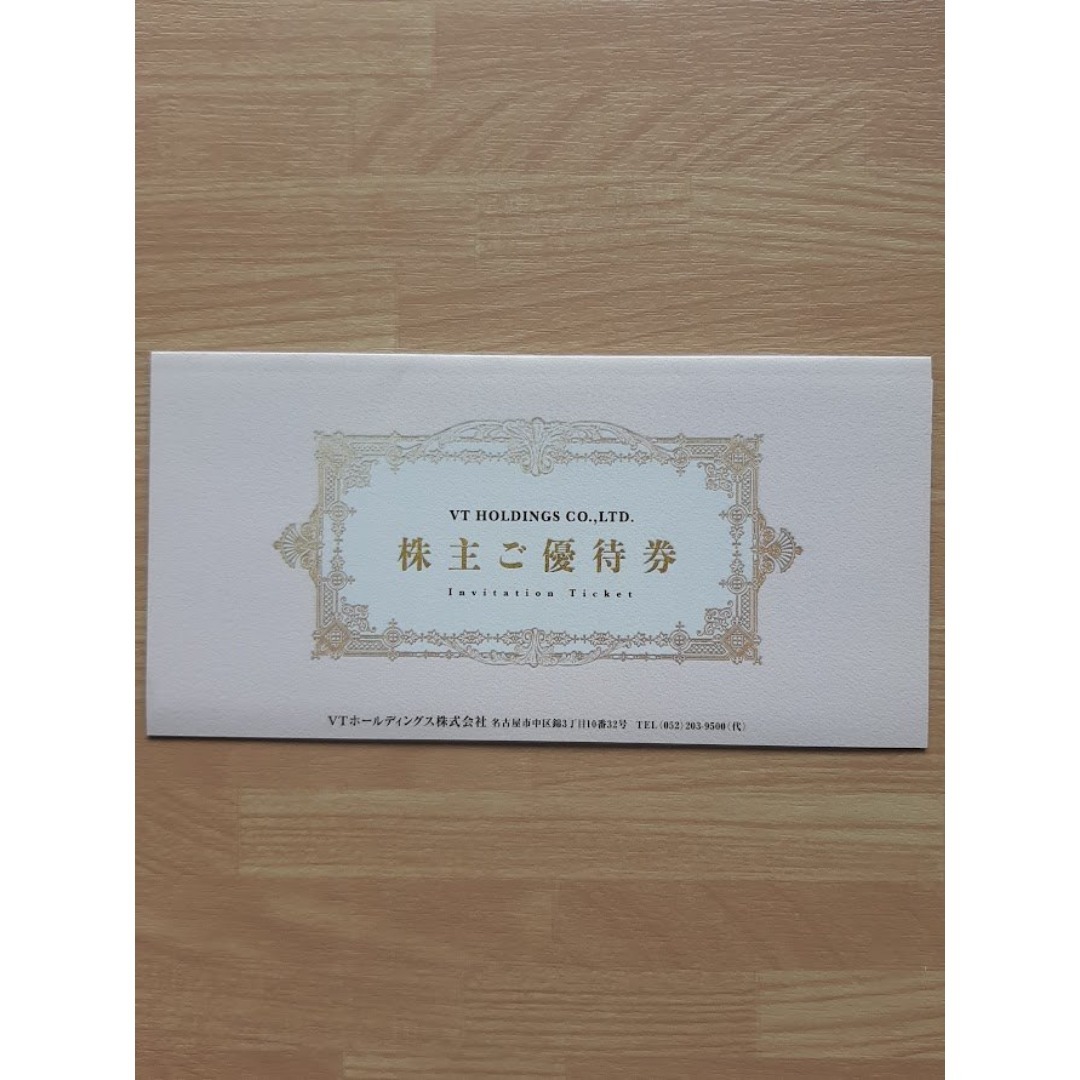 VT HOLDINGS CO.,LTD.
株主ご優待券
Invitation Ticket
VTホールディングス株式会社 名古屋市中区錦3丁目10番32号 TEL(052)203-9500(代)